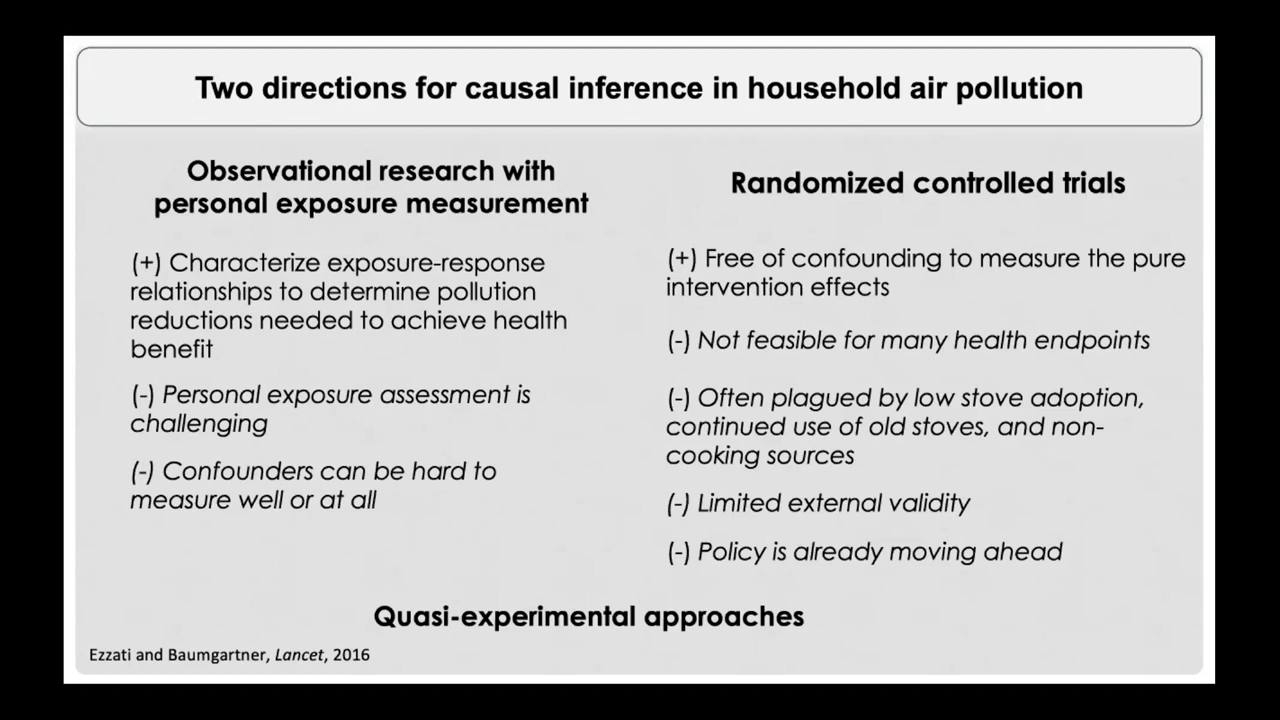 Two directions for causal inference in household air pollution
Observational research with
personal exposure measurement
(+) Characterize exposure-response
relationships to determine pollution
reductions needed to achieve health
benefit
(-) Personal exposure assessment is
challenging
(-) Confounders can be hard to
measure well or at all
Randomized controlled trials
(+) Free of confounding to measure the pure
intervention effects
(-) Not feasible for many health endpoints
(-) Often plagued by low stove adoption,
continued use of old stoves, and non-
cooking sources
(-) Limited external validity
(-) Policy is already moving ahead
Quasi-experimental approaches
Ezzati and Baumgartner, Lancet, 2016